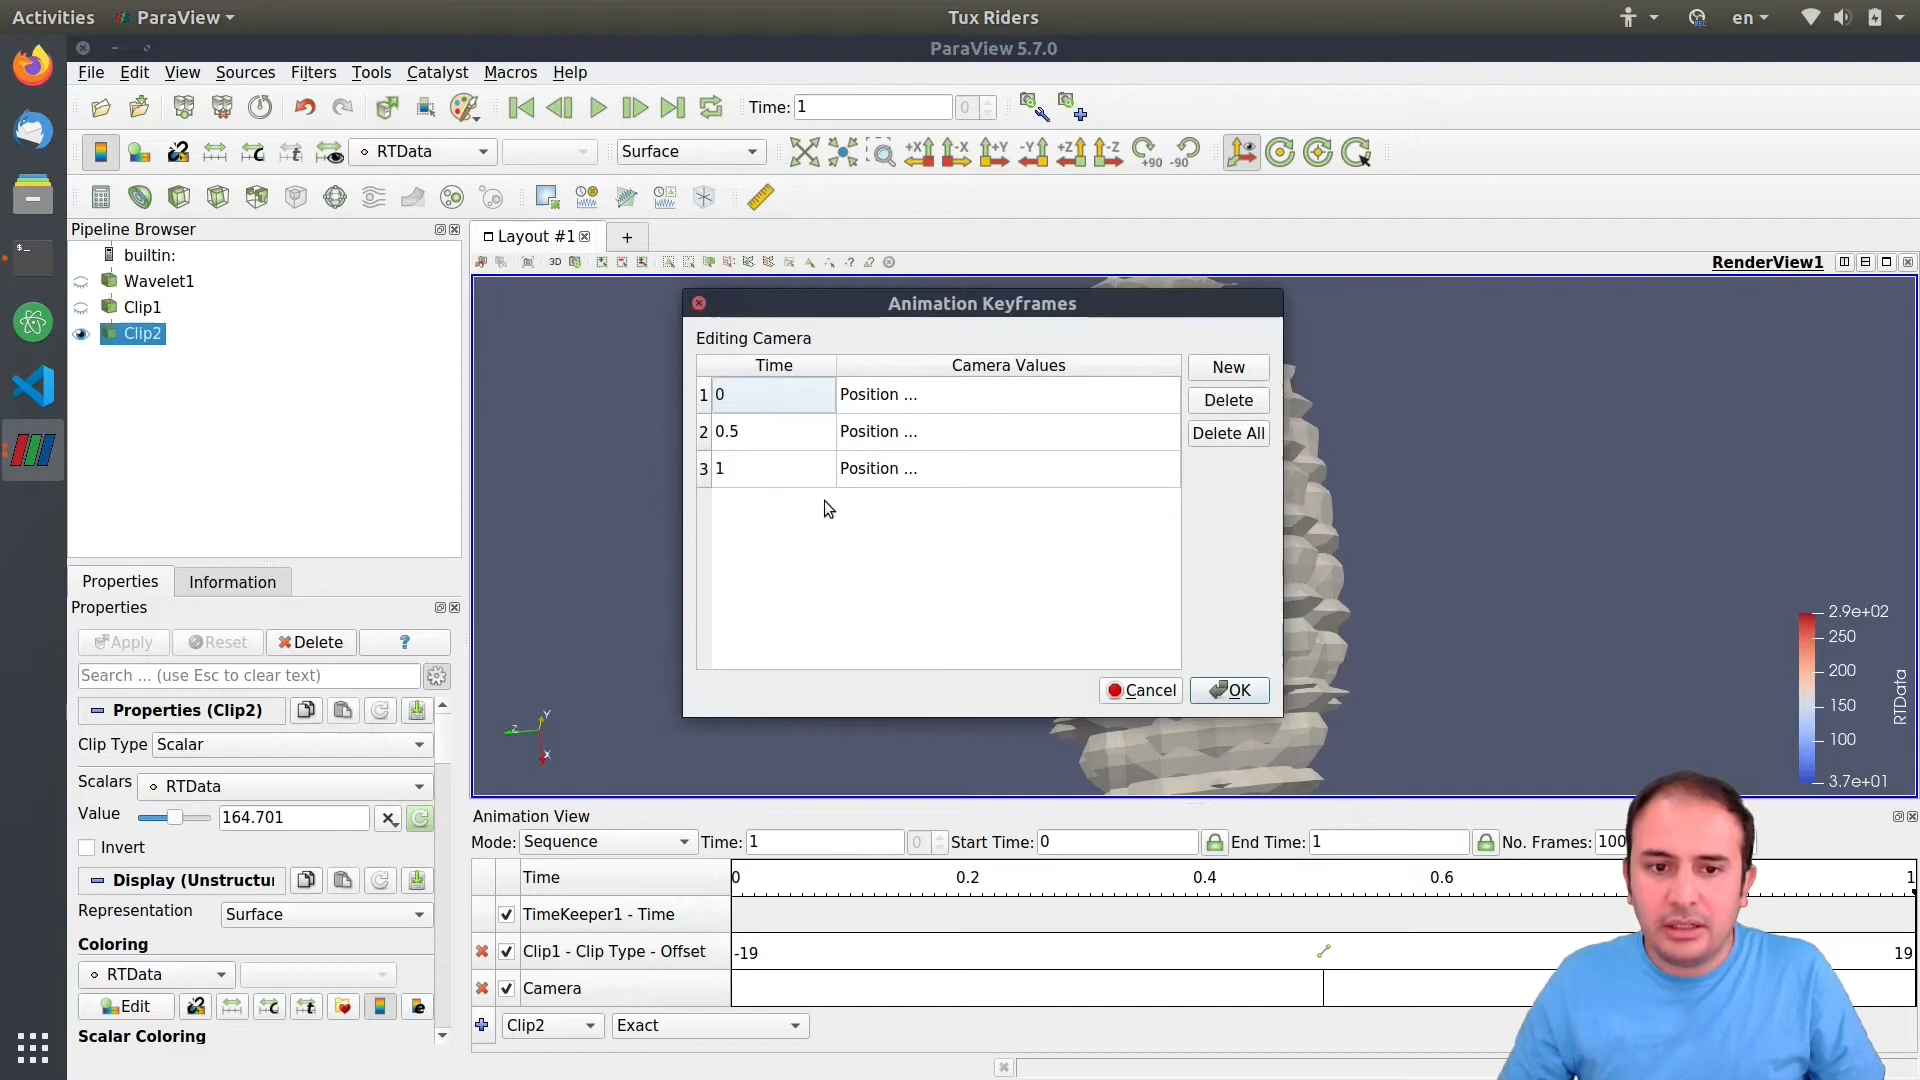 Activities
ParaView
Tux Riders
en
ParaView 5.7.0
File Edit View Sources Filters Tools Catalyst Macros Help
Time: 1 0
RTData Surface +X -X +Y -Y +Z -Z +90 -90
Pipeline Browser
Layout #1 +
builtin:
3D
RenderView1
Wavelet1
Clip1
Clip2
Animation Keyframes
Editing Camera
Time Camera Values
New
1 0 Position ...
Delete
2 0.5 Position ...
Delete All
3 1 Position ...
Cancel OK
Properties Information
Properties
Apply Reset Delete ?
Search ... (use Esc to clear text)
Properties (Clip2)
Clip Type Scalar
Scalars RTData
Value 164.701
Invert
Display (Unstructur
Representation Surface
Coloring
RTData
Edit
Scalar Coloring
Y
Z
X
2.9e+02
250
200
150
100
3.7e+01
RTData
Animation View
Mode: Sequence Time: 1 0 Start Time: 0 End Time: 1 No. Frames: 100
Time 0 0.2 0.4 0.6 1
TimeKeeper1 - Time
Clip1 - Clip Type - Offset -19 19
Camera
Clip2 Exact